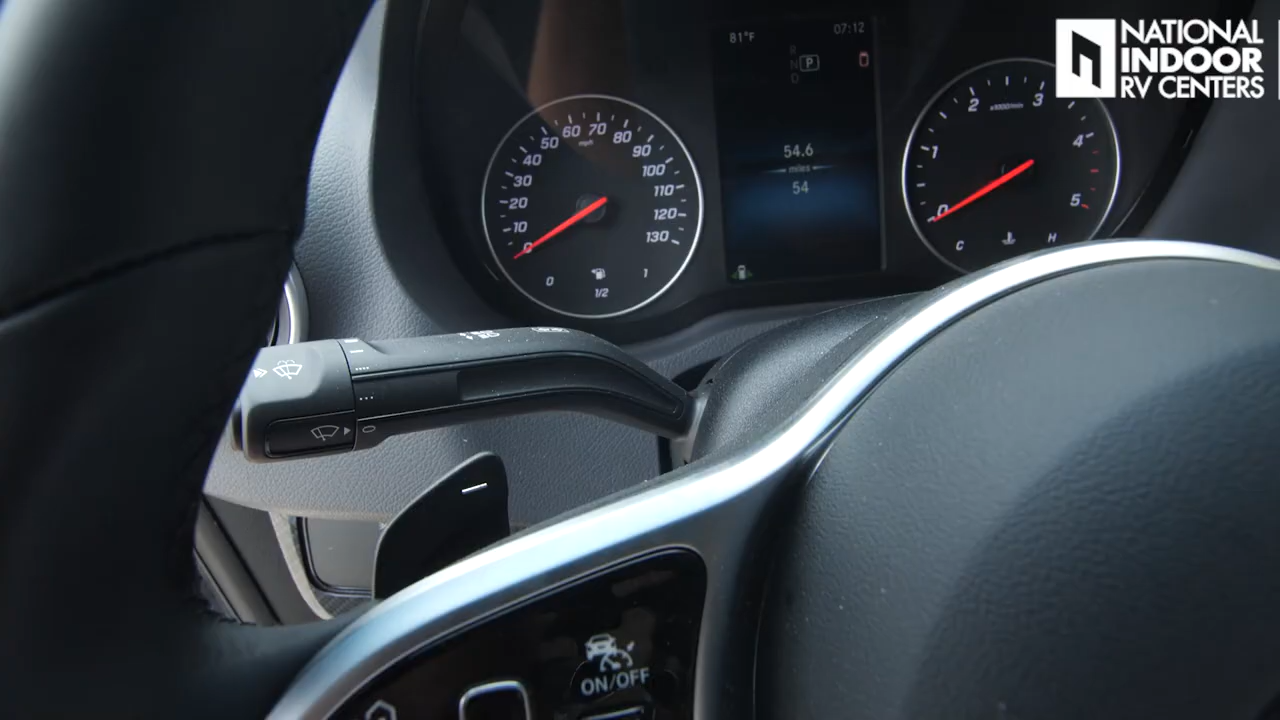 NATIONAL
INDOOR
RV CENTERS
81°F
07:12
R
N
P
D
54.6
miles
54
0
10
20
30
40
50
60
70
80
90
100
110
120
130
mph
0
1/2
1
0
1
2
3
4
5
x1000/min
C
H
ON/OFF